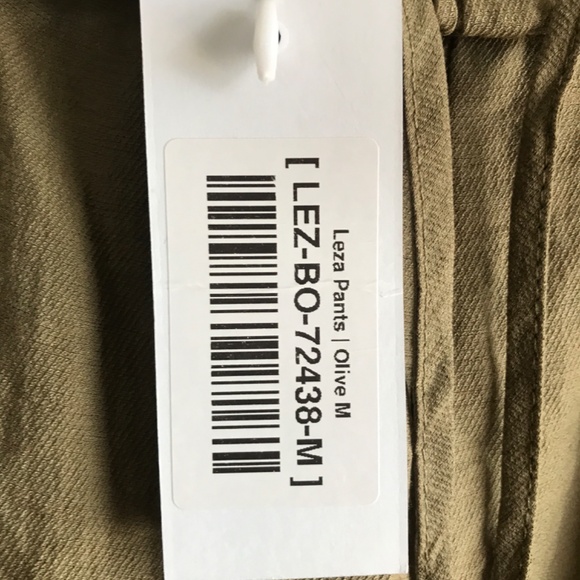 Leza Pants | Olive M
[ LEZ-BO-72438-M ]